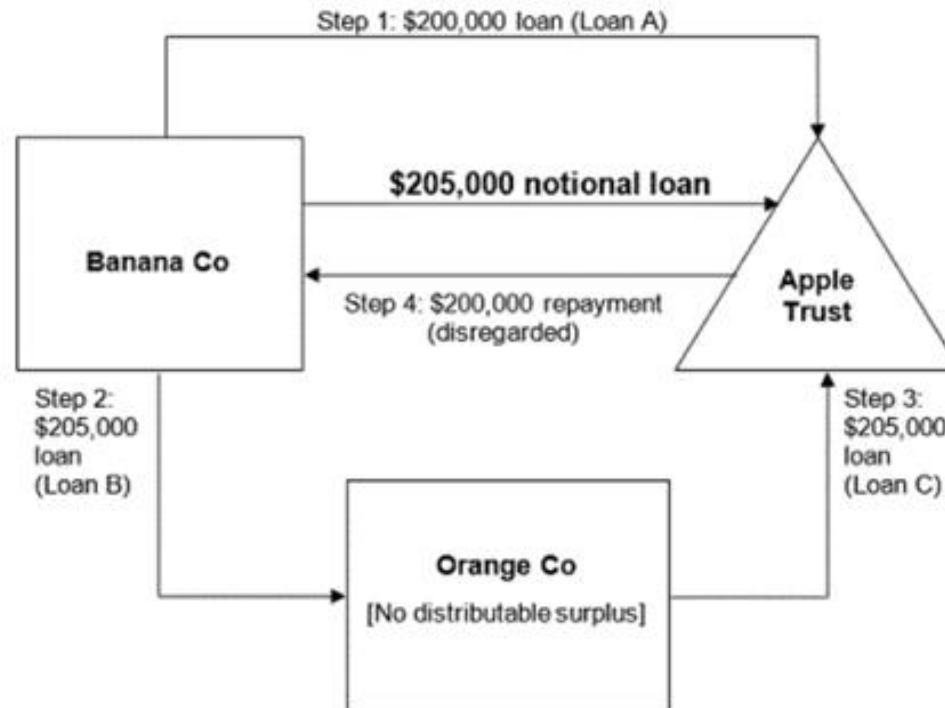 Step 1: $200,000 loan (Loan A)
$205,000 notional loan
Banana Co
Step 4: $200,000 repayment
(disregarded)
Apple
Trust
Step 2:
$205,000
loan
(Loan B)
Step 3:
$205,000
loan
(Loan C)
Orange Co
[No distributable surplus]